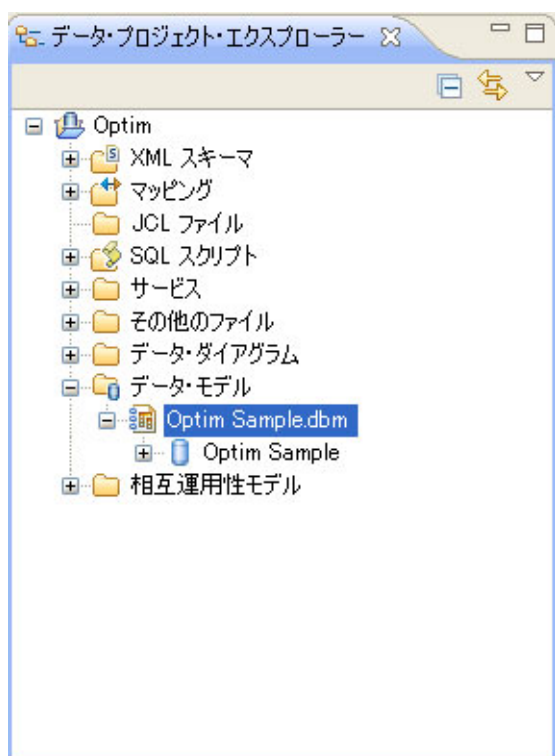 データ・プロジェクト・エクスプローラー
Optim
XML スキーマ
マッピング
JCL ファイル
SQL スクリプト
サービス
その他のファイル
データ・ダイアグラム
データ・モデル
Optim Sample.dbm
Optim Sample
相互運用性モデル